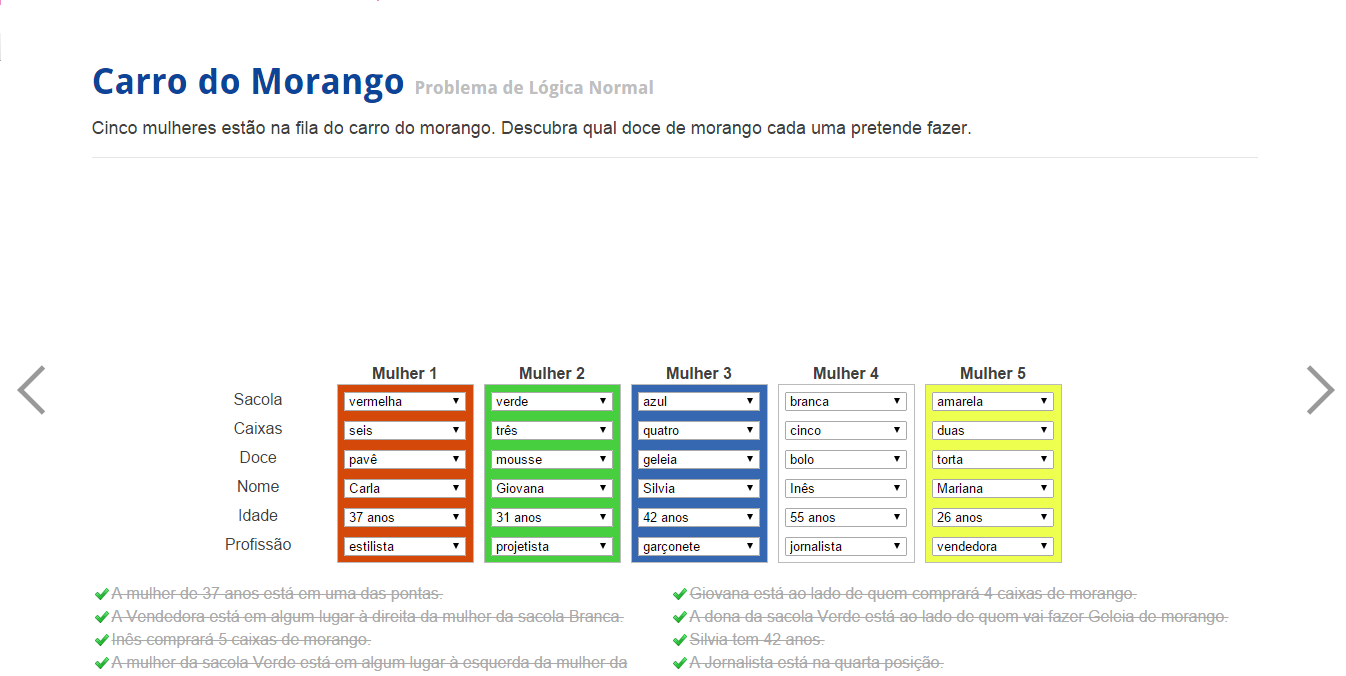 Carro do Morango Problema de Lógica Normal
Cinco mulheres estão na fila do carro do morango. Descubra qual doce de morango cada uma pretende fazer.
Mulher 1 Mulher 2 Mulher 3 Mulher 4 Mulher 5
Sacola vermelha verde azul branca amarela
Caixas seis três quatro cinco duas
Doce pavê mousse geleia bolo torta
Nome Carla Giovana Silvia Inês Mariana
Idade 37 anos 31 anos 42 anos 55 anos 26 anos
Profissão estilista projetista garçonete jornalista vendedora
A mulher de 37 anos está em uma das pontas. Giovana está ao lado de quem comprará 4 caixas de morango.
A Vendedora está em algum lugar à direita da mulher da sacola Branca. A dona da sacola Verde está ao lado de quem vai fazer Geleia de morango.
Inês comprará 5 caixas de morango. Silvia tem 42 anos.
A mulher da sacola Verde está em algum lugar à esquerda da mulher da A Jornalista está na quarta posição.